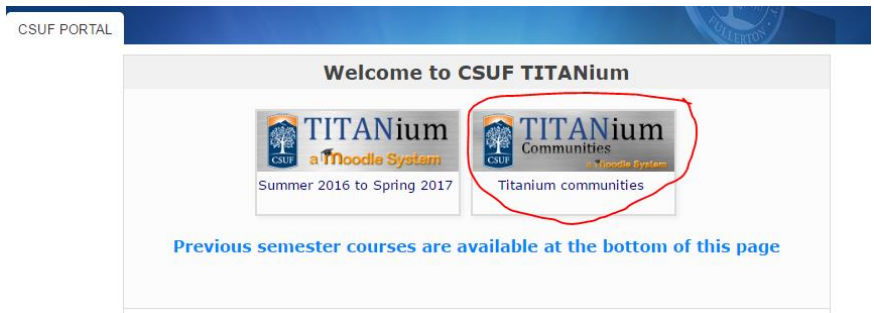 FULLERTON
CSUF PORTAL
Welcome to CSUF TITANium
TITANium
CSUF
a moodle System
Summer 2016 to Spring 2017
TITANium
Communities
CSUF
a moodle System
Titanium communities
Previous semester courses are available at the bottom of this page